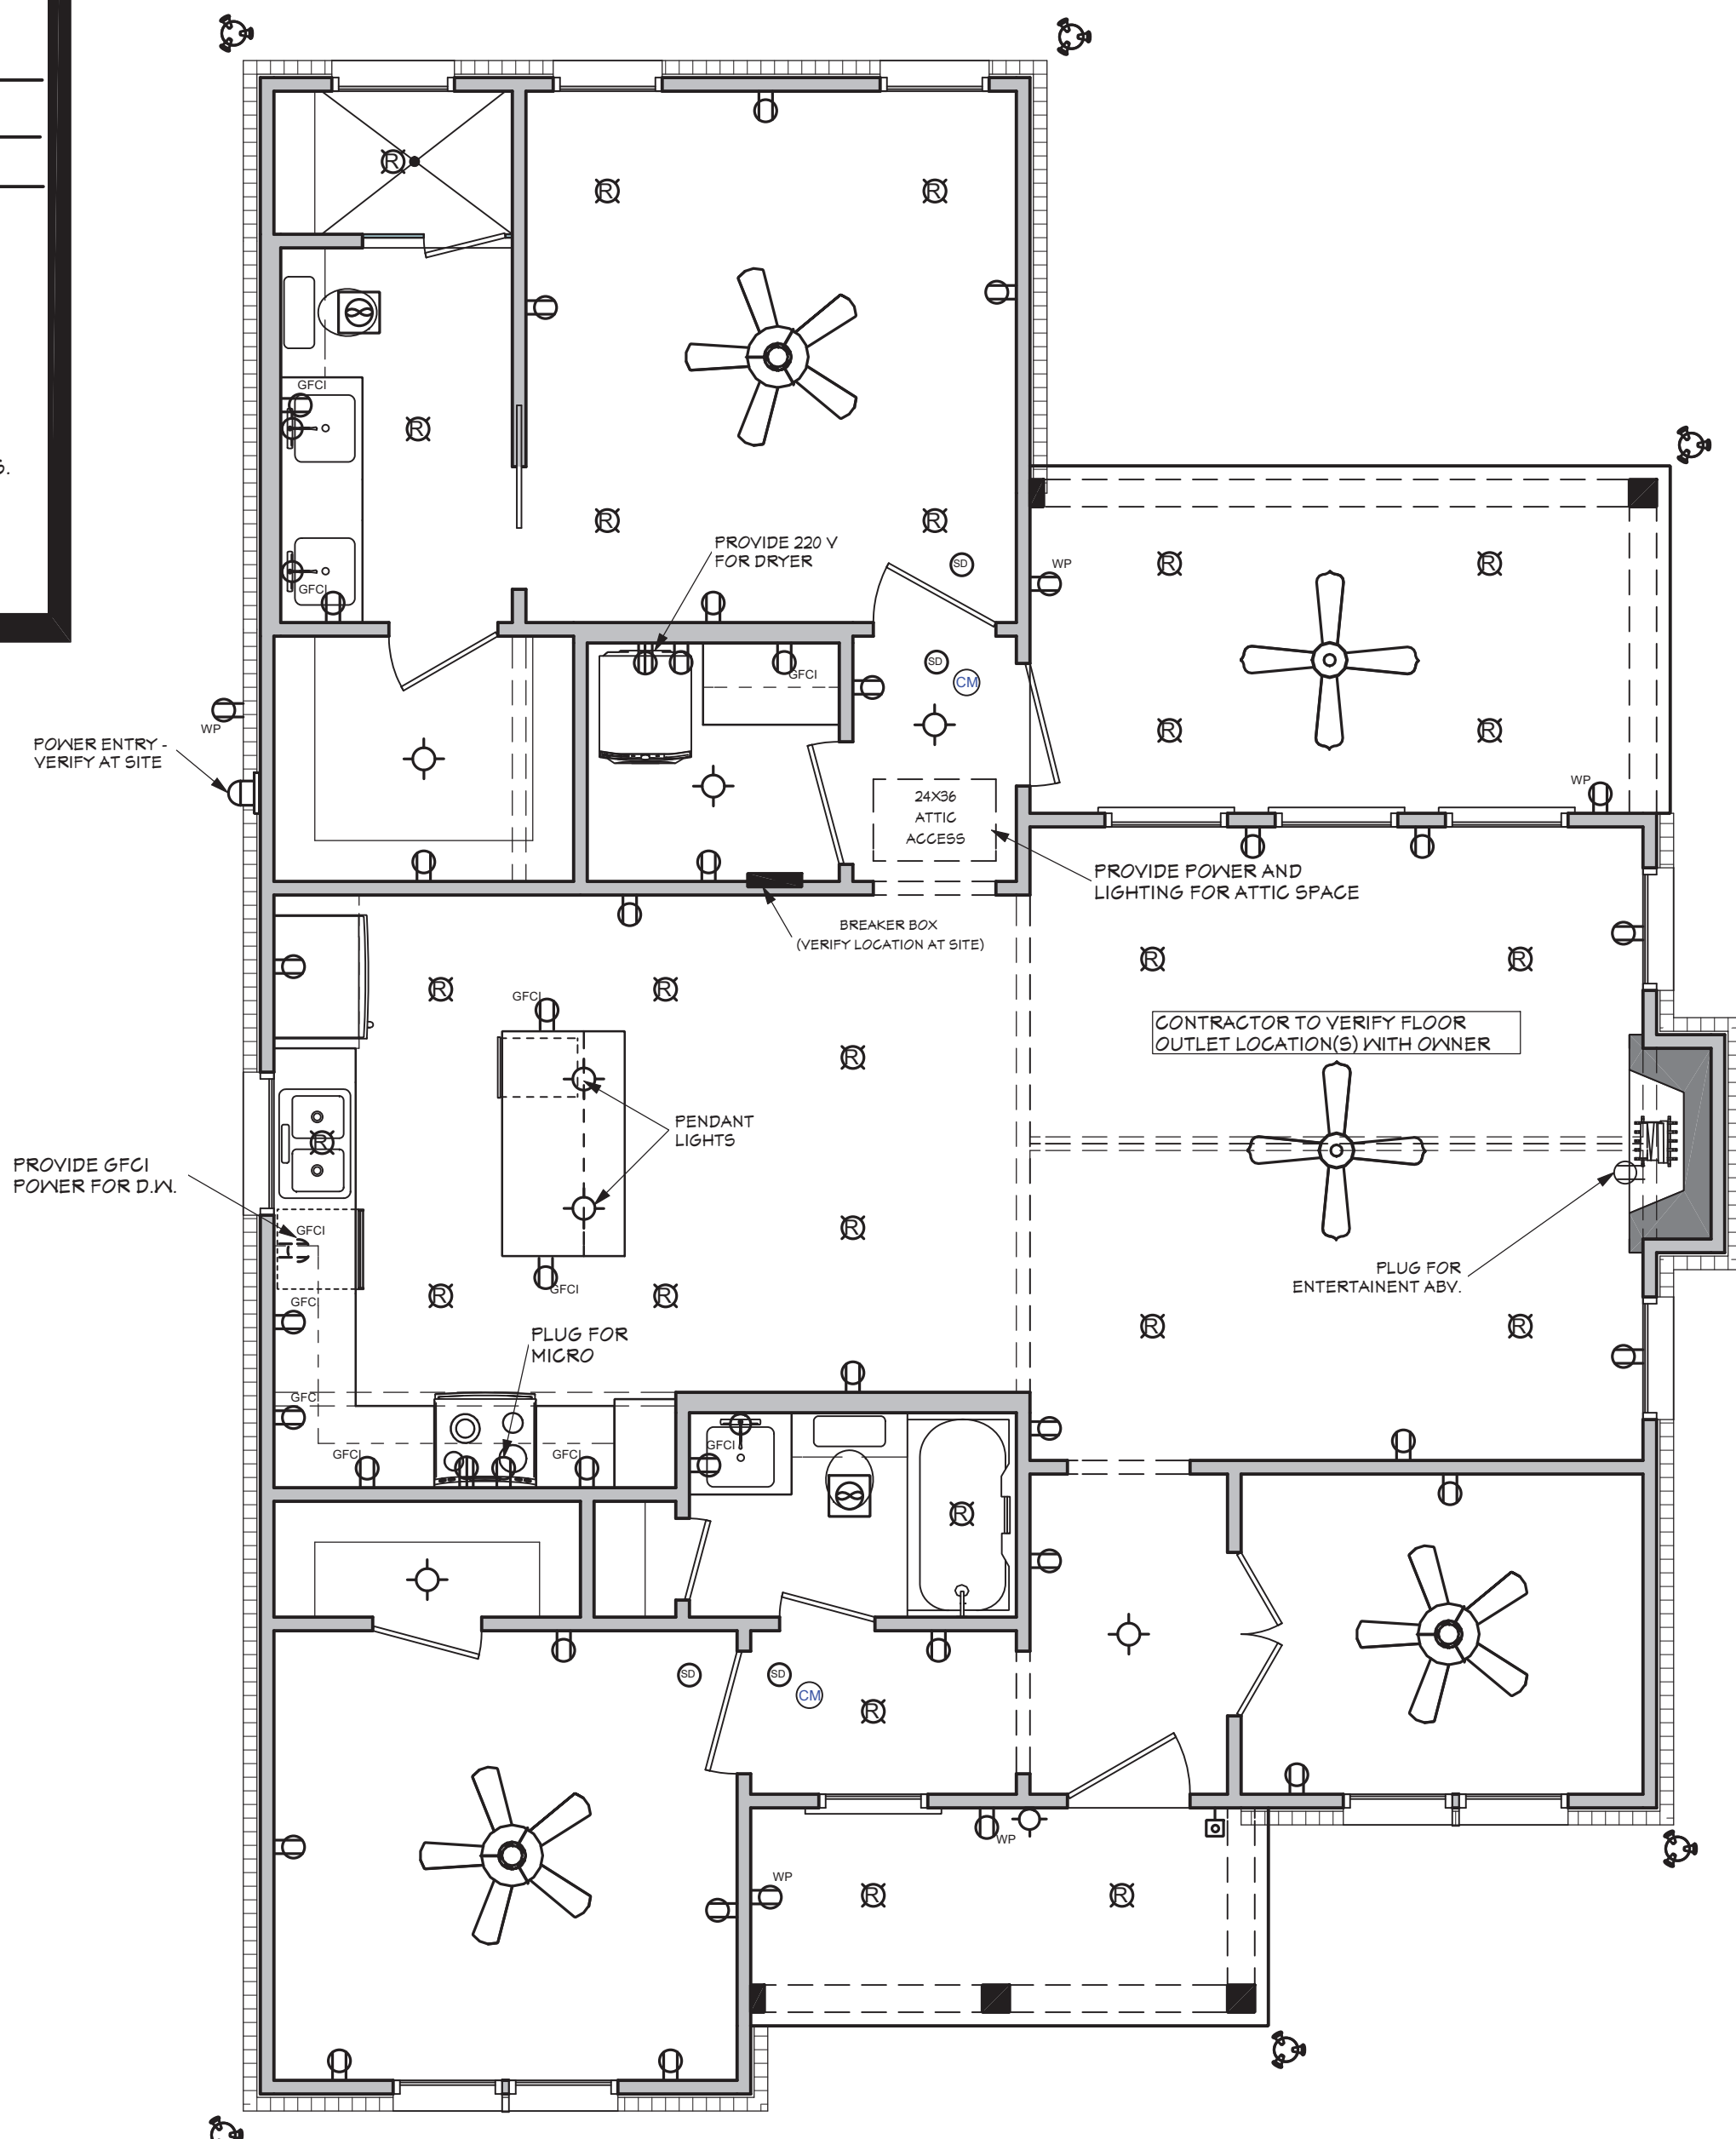 S.
R
R
R
GFCI
R
GFCI
R
R
PROVIDE 220 V
FOR DRYER
SD
WP
R
R
GFCI
SD
CM
R
R
WP
POWER ENTRY -
VERIFY AT SITE
24X36
ATTIC
ACCESS
WP
PROVIDE POWER AND
LIGHTING FOR ATTIC SPACE
BREAKER BOX
(VERIFY LOCATION AT SITE)
R
R
R
R
GFCI
CONTRACTOR TO VERIFY FLOOR
OUTLET LOCATION(S) WITH OWNER
R
PENDANT
LIGHTS
R
PROVIDE GFCI
POWER FOR D.W.
GFCI
R
PLUG FOR
ENTERTAINENT ABV.
GFCI
GFCI
R
R
PLUG FOR
MICRO
R
R
GFCI
GFCI
GFCI
GFCI
R
SD
SD
CM
R
WP
WP
R
R